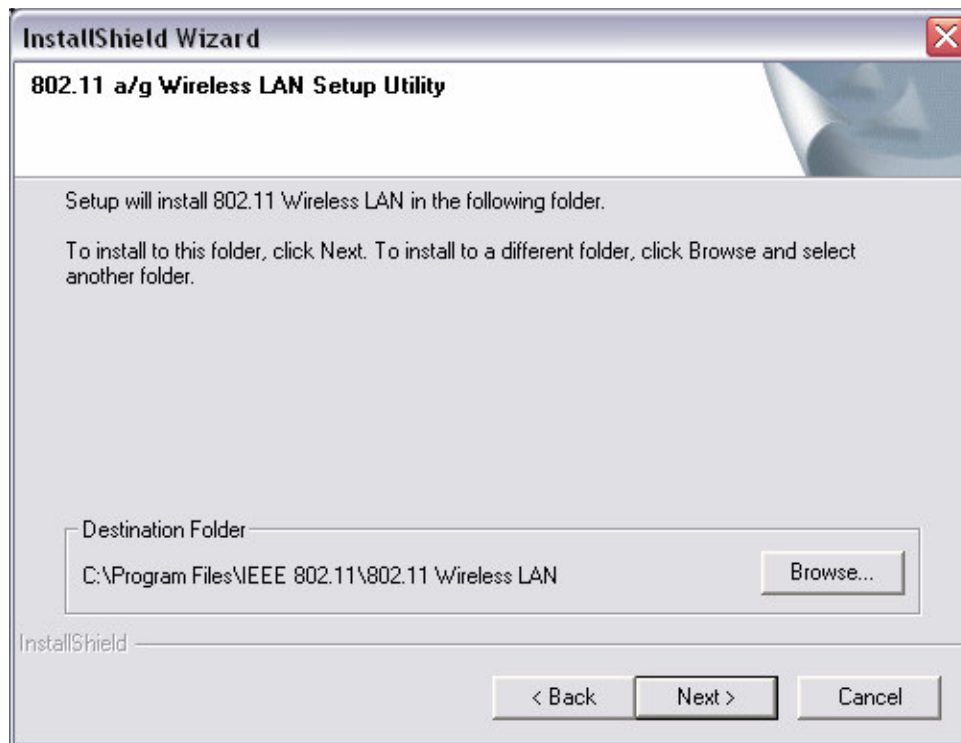 InstallShield Wizard
802.11 a/g Wireless LAN Setup Utility
Setup will install 802.11 Wireless LAN in the following folder.
To install to this folder, click Next. To install to a different folder, click Browse and select
another folder.
Destination Folder
C:\Program Files\IEEE 802.11\802.11 Wireless LAN
Browse...
InstallShield
< Back
Next >
Cancel